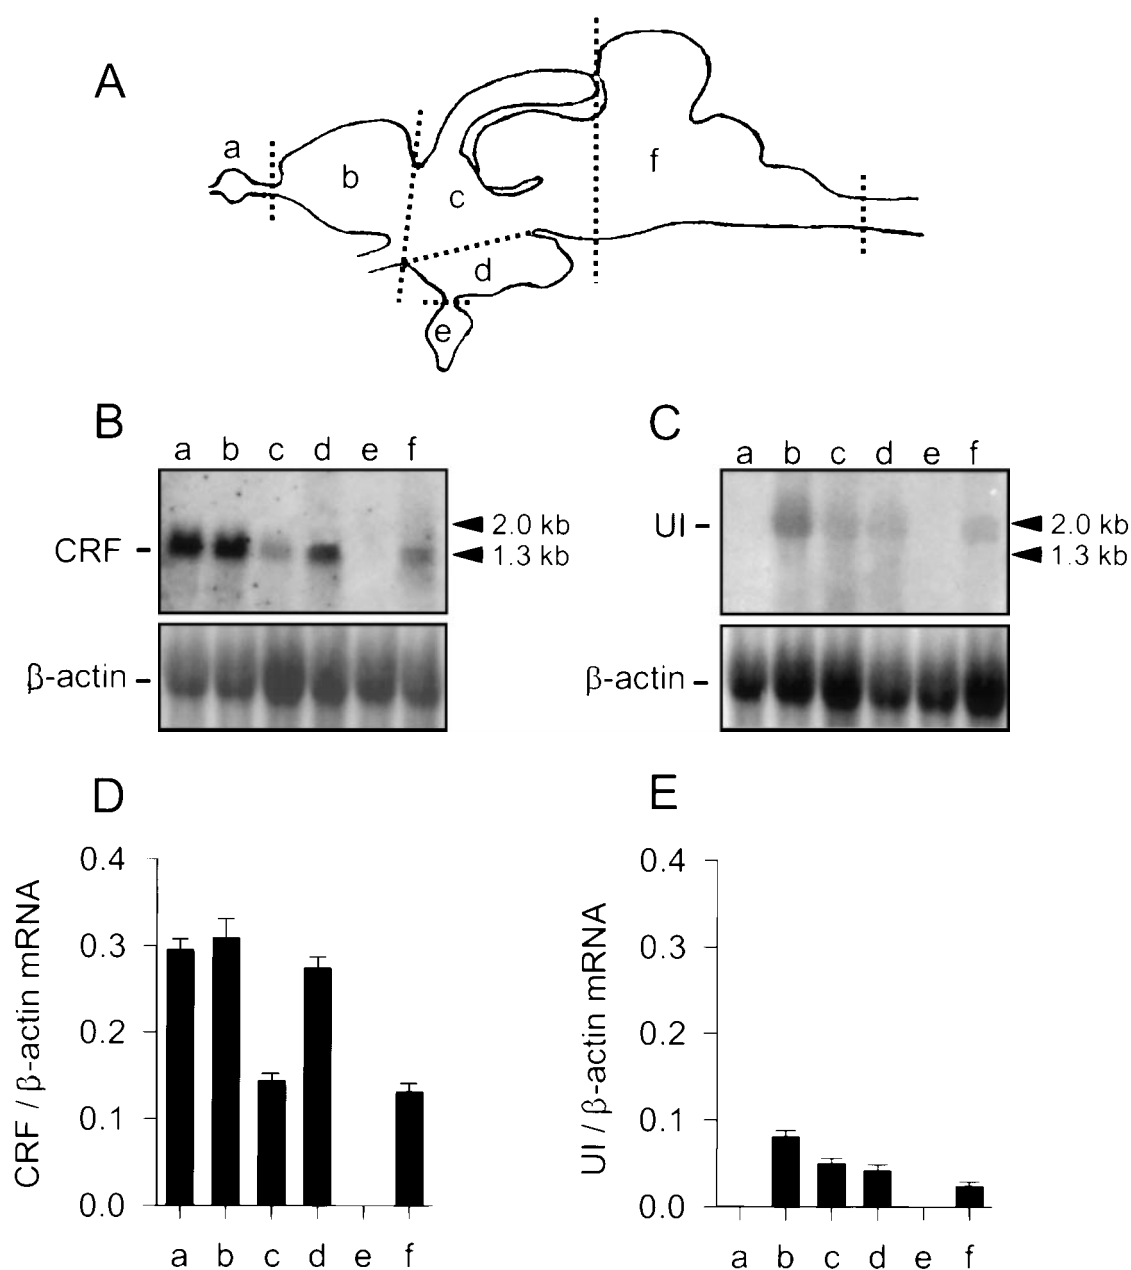 A
a
b
c
f
d
e
B
a b c d e f
2.0 kb
CRF –
1.3 kb
β-actin –
C
a b c d e f
UI –
2.0 kb
1.3 kb
β-actin –
D
CRF / β-actin mRNA
0.4
0.3
0.2
0.1
0.0
a b c d e f
E
UI / β-actin mRNA
0.4
0.3
0.2
0.1
0.0
a b c d e f